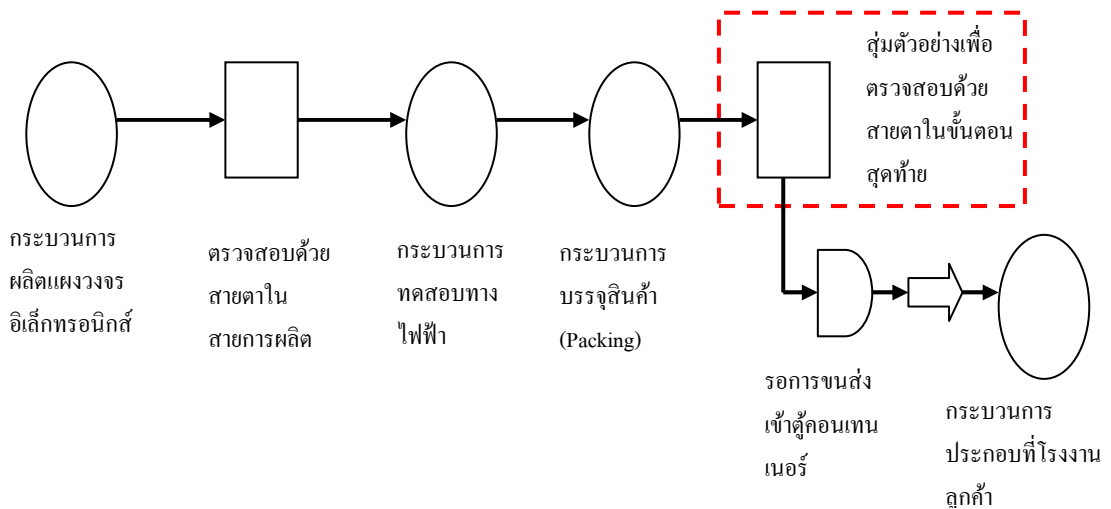 สุ่มตัวอย่างเพื่อ
ตรวจสอบด้วย
สายตาในขั้นตอน
สุดท้าย
กระบวนการ
ผลิตแผงวงจร
อิเล็กทรอนิกส์
ตรวจสอบด้วย
สายตาใน
สายการผลิต
กระบวนการ
ทดสอบทาง
ไฟฟ้า
กระบวนการ
บรรจุสินค้า
(Packing)
รอการขนส่ง
เข้าตู้คอนเทน
เนอร์
กระบวนการ
ประกอบที่โรงงาน
ลูกค้า